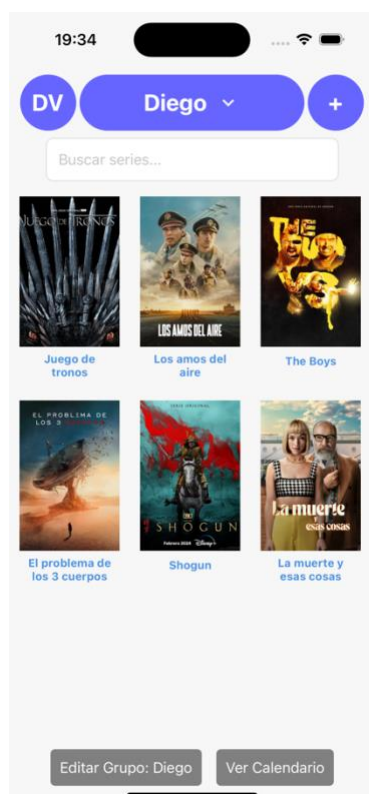 19:34
DV
Diego
+
Buscar series...
JUEGO DE TRONOS
LOS AMOS DEL AIRE
THE
BOYS
Juego de
tronos
Los amos del
aire
The Boys
EL PROBLEMA DE
LOS 3 CUERPOS
SERIE ORIGINAL
SHŌGUN
Febrero 2024 Disney+
La muerte
y
esas cosas
El problema de
los 3 cuerpos
Shogun
La muerte y
esas cosas
Editar Grupo: Diego
Ver Calendario